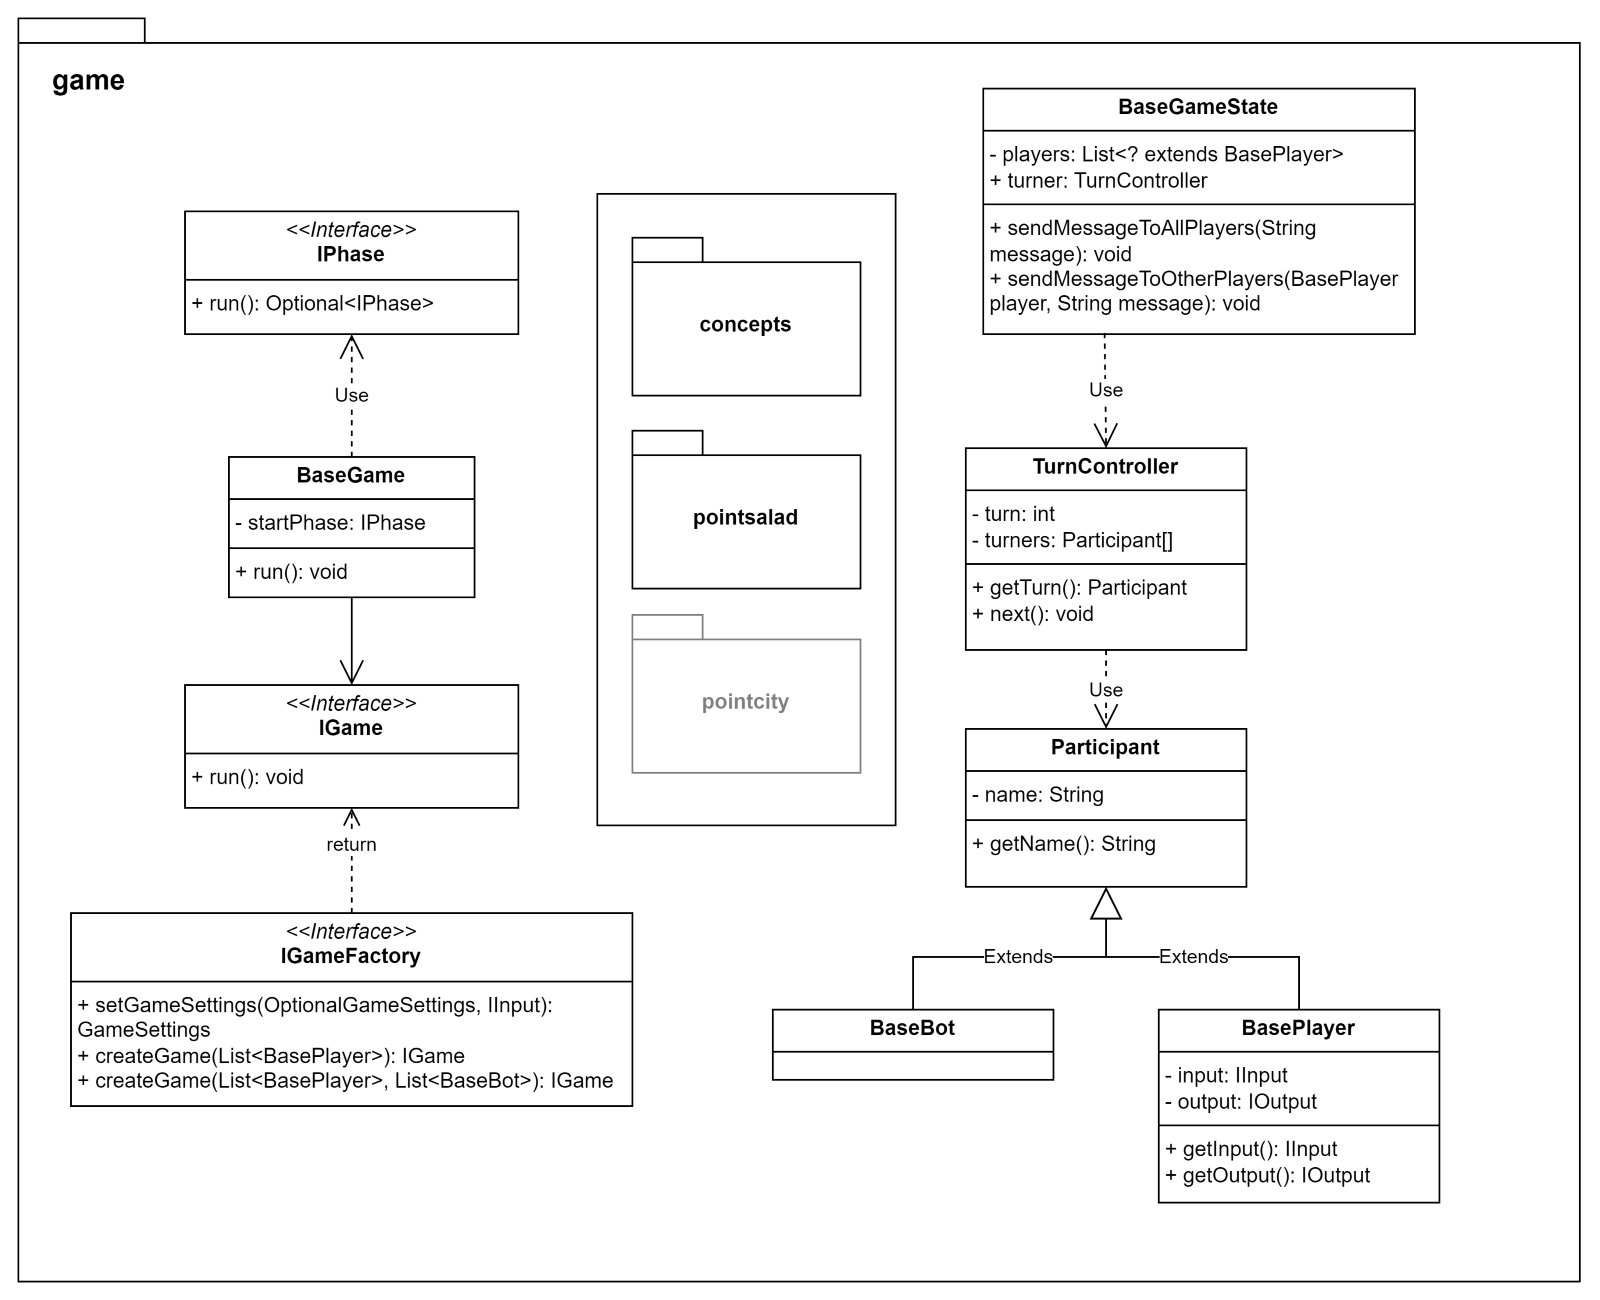 game
<<Interface>>
IPhase
+ run(): Optional<IPhase>
Use
BaseGame
- startPhase: IPhase
+ run(): void
<<Interface>>
IGame
+ run(): void
return
<<Interface>>
IGameFactory
+ setGameSettings(OptionalGameSettings, IInput):
GameSettings
+ createGame(List<BasePlayer>): IGame
+ createGame(List<BasePlayer>, List<BaseBot>): IGame
concepts
pointsalad
pointcity
BaseGameState
- players: List<? extends BasePlayer>
+ turner: TurnController
+ sendMessageToAllPlayers(String
message): void
+ sendMessageToOtherPlayers(BasePlayer
player, String message): void
Use
TurnController
- turn: int
- turners: Participant[]
+ getTurn(): Participant
+ next(): void
Use
Participant
- name: String
+ getName(): String
Extends
Extends
BaseBot
BasePlayer
- input: IInput
- output: IOutput
+ getInput(): IInput
+ getOutput(): IOutput